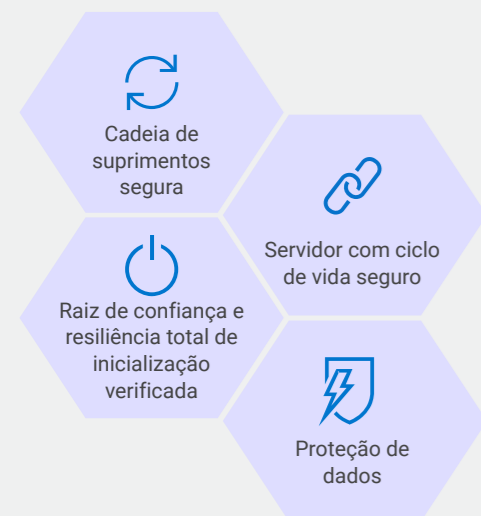 Cadeia de
suprimentos
segura
Servidor com ciclo
de vida seguro
Raiz de confiança e
resiliência total de
inicialização
verificada
Proteção de
dados